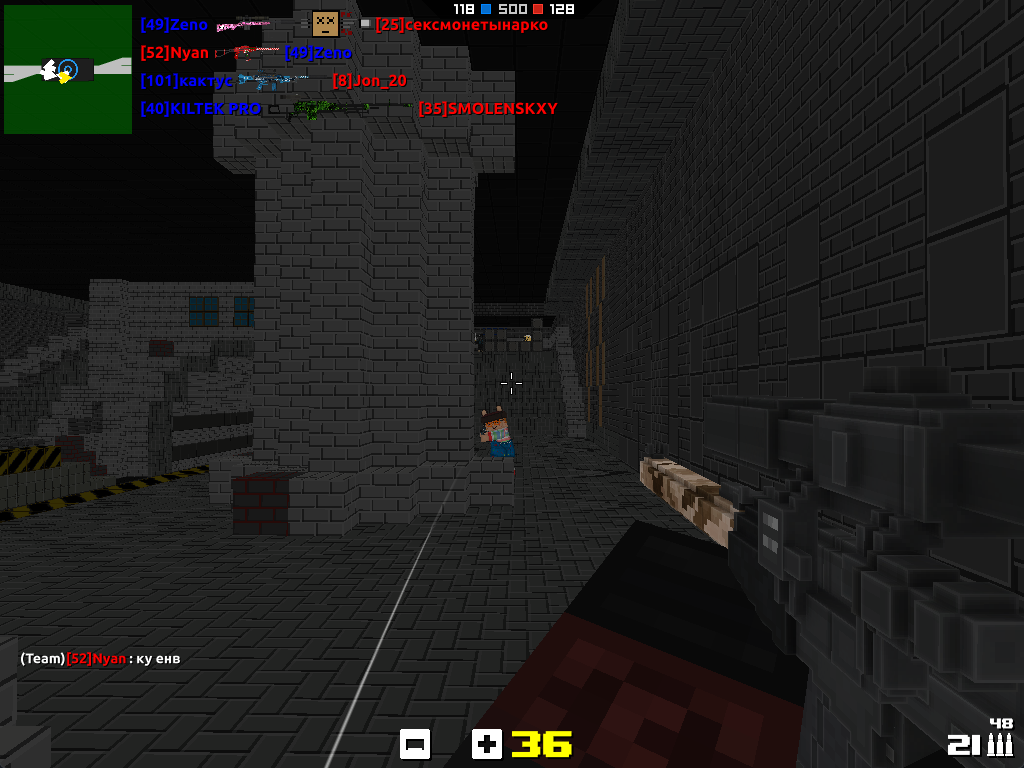 118 500 128
[49]Zeno [25]сексмонетынарко
[52]Nyan [49]Zeno
[101]кактус [8]Jon_20
[40]KILTEK PRO [35]SMOLENSKXY
(Team)[52]Nyan : ку енв
36
48
21